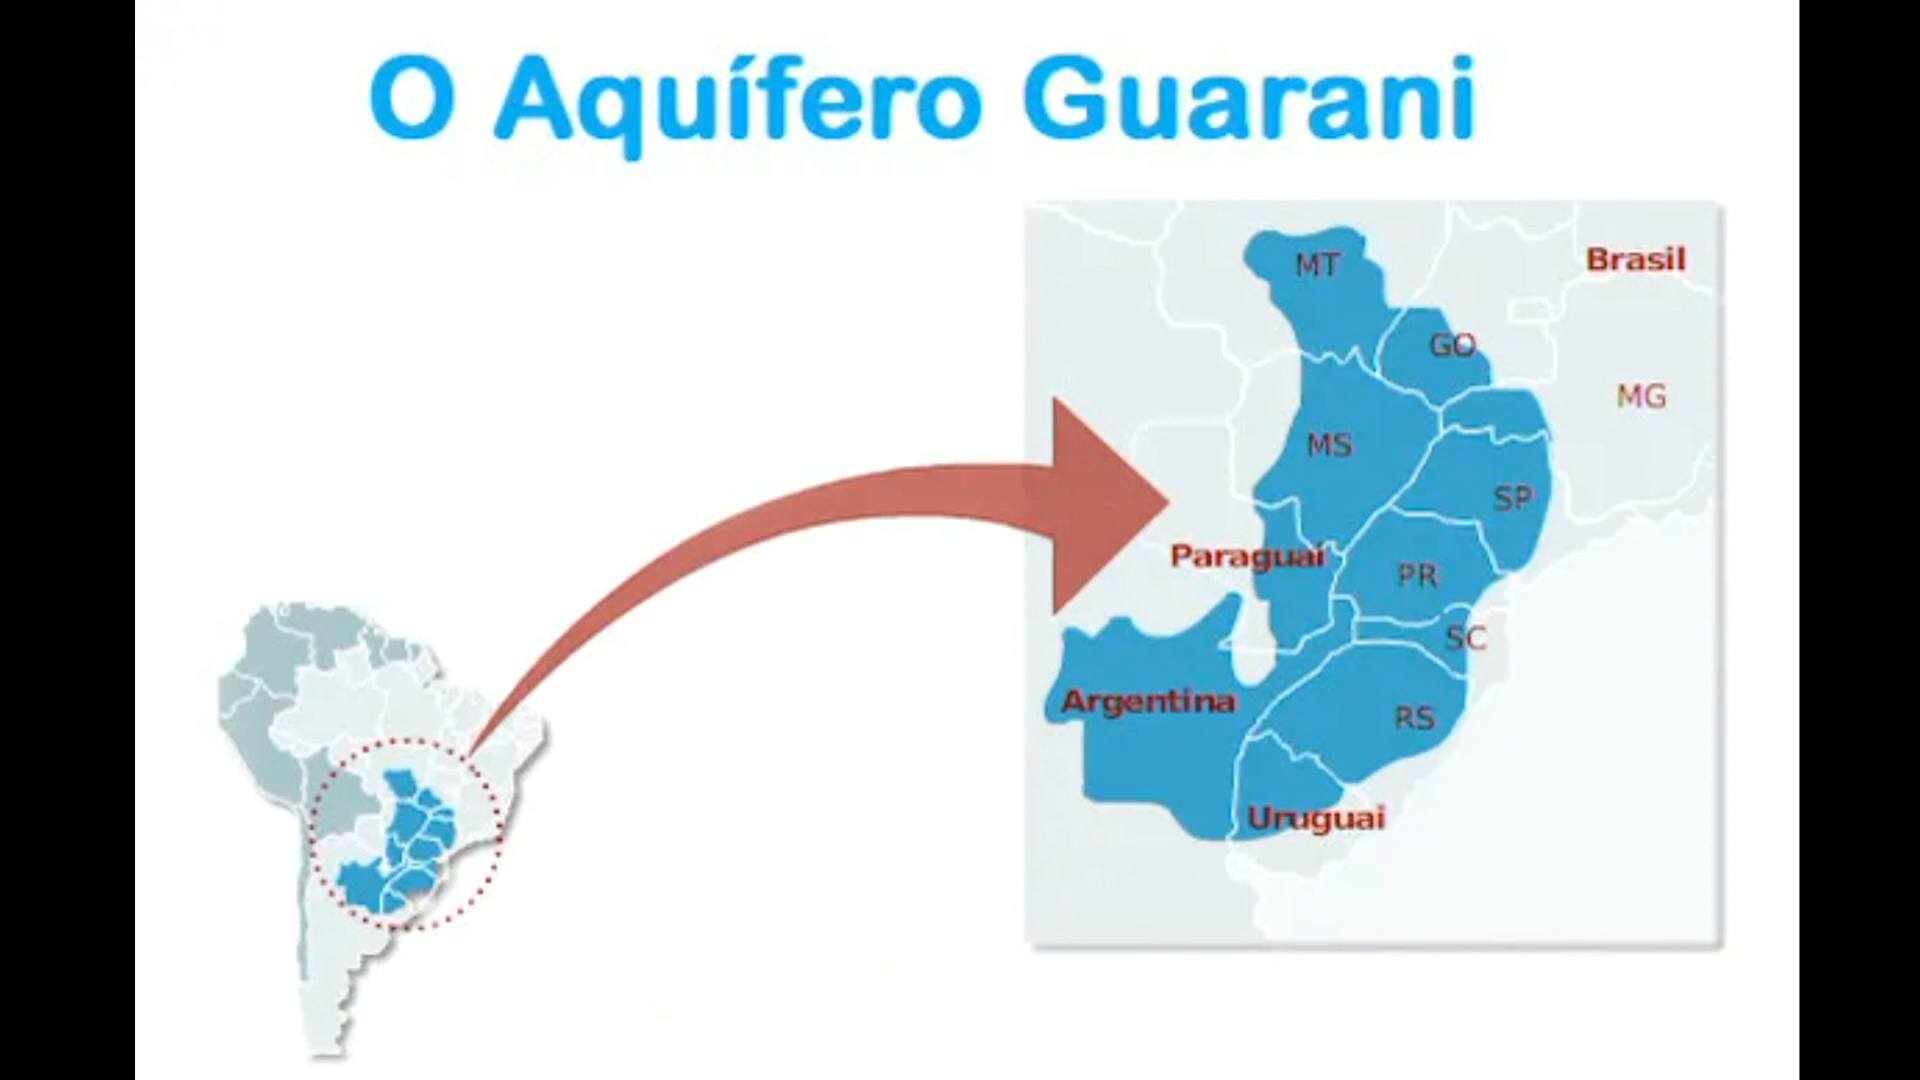 O Aquífero Guarani
MT
Brasil
GO
MG
MS
SP
Paraguai
PR
SC
Argentina
RS
Uruguai